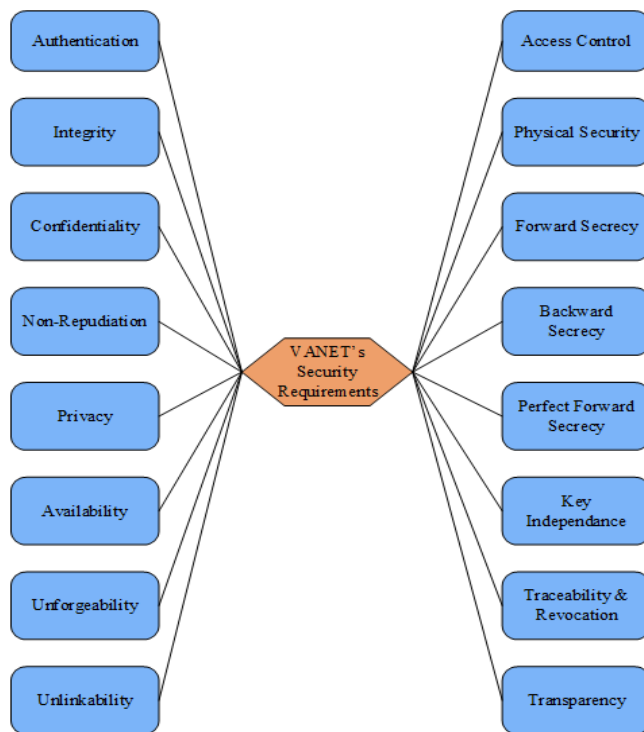 Authentication
Integrity
Confidentiality
Non-Repudiation
Privacy
Availability
Unforgeability
Unlinkability
VANET's
Security
Requirements
Access Control
Physical Security
Forward Secrecy
Backward
Secrecy
Perfect Forward
Secrecy
Key
Independance
Traceability &
Revocation
Transparency